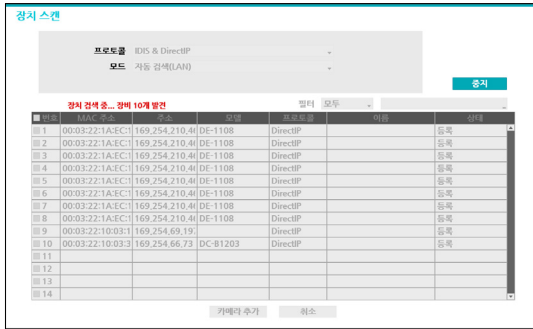 장치 스캔
프로토콜 IDIS & DirectIP
모드 자동 검색(LAN)
중지
장치 검색 중... 장비 10개 발견 필터 모두
번호 MAC 주소 주소 모델 프로토콜 이름 상태
1 00:03:22:1A:EC:1 169,254,210,4 DE-1108 DirectIP 등록
2 00:03:22:1A:EC:1 169,254,210,4 DE-1108 DirectIP 등록
3 00:03:22:1A:EC:1 169,254,210,4 DE-1108 DirectIP 등록
4 00:03:22:1A:EC:1 169,254,210,4 DE-1108 DirectIP 등록
5 00:03:22:1A:EC:1 169,254,210,4 DE-1108 DirectIP 등록
6 00:03:22:1A:EC:1 169,254,210,4 DE-1108 DirectIP 등록
7 00:03:22:1A:EC:1 169,254,210,4 DE-1108 DirectIP 등록
8 00:03:22:1A:EC:1 169,254,210,4 DE-1108 DirectIP 등록
9 00:03:22:10:03:1 169,254,69,19 DirectIP 등록
10 00:03:22:10:03:3 169,254,66,73 DC-B1203 DirectIP 등록
11
12
13
14
카메라 추가 취소